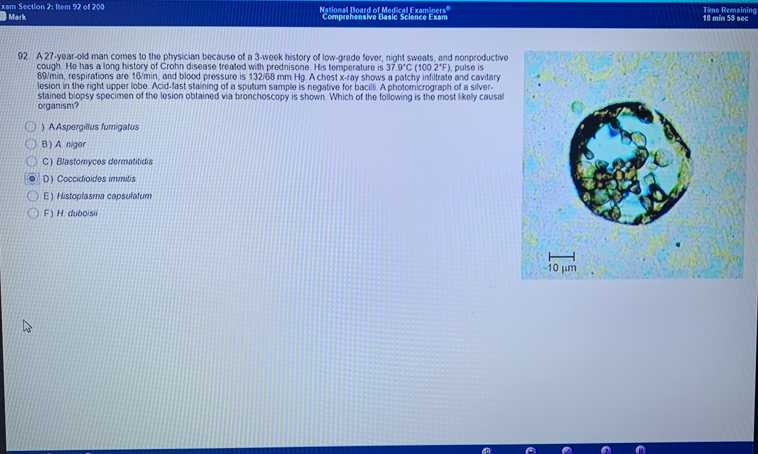 xam Section 2: Item 92 of 200
National Board of Medical Examiners®
Time Remaining
Mark
Comprehensive Basic Science Exam
18 min 58 sec
92. A 27-year-old man comes to the physician because of a 3-week history of low-grade fever, night sweats, and nonproductive
cough. He has a long history of Crohn disease treated with prednisone. His temperature is 37.9°C (100.2°F), pulse is
89/min, respirations are 16/min, and blood pressure is 132/68 mm Hg. A chest x-ray shows a patchy infiltrate and cavitary
lesion in the right upper lobe. Acid-fast staining of a sputum sample is negative for bacilli. A photomicrograph of a silver-
stained biopsy specimen of the lesion obtained via bronchoscopy is shown. Which of the following is the most likely causal
organism?
) A Aspergillus fumigatus
B) A. niger
C) Blastomyces dermatitidis
D) Coccidioides immitis
E) Histoplasma capsulatum
F) H. duboisii
10 µm